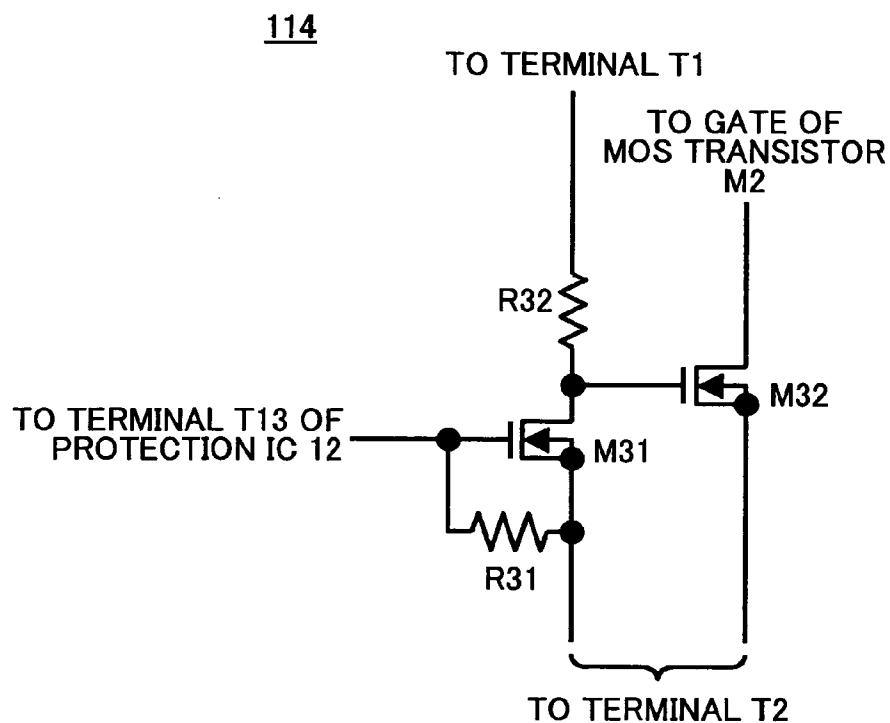 114
TO TERMINAL T1
TO GATE OF
MOS TRANSISTOR
M2
R32
M32
TO TERMINAL T13 OF
PROTECTION IC 12
M31
R31
TO TERMINAL T2